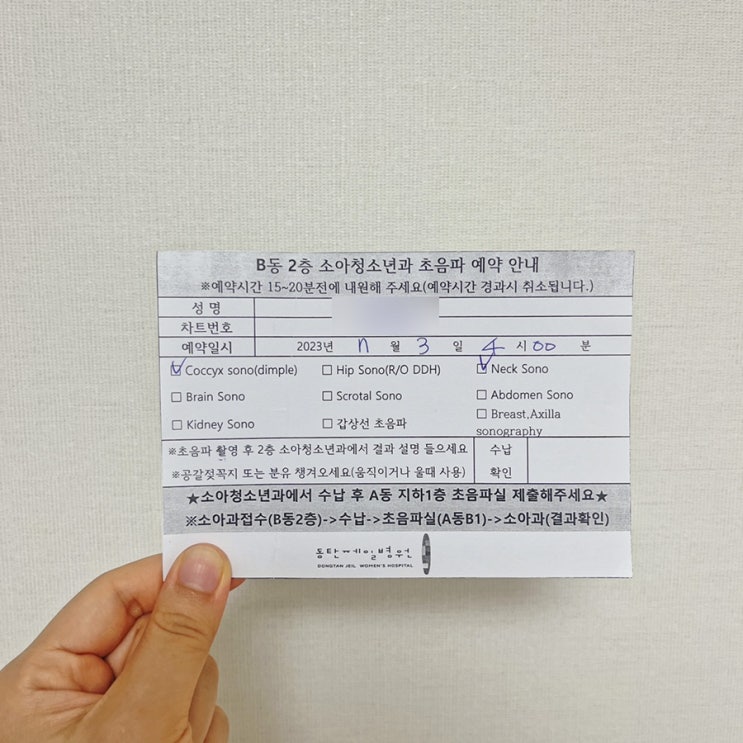 B동 2층 소아청소년과 초음파 예약 안내
※예약시간 15~20분전에 내원해 주세요(예약시간 경과시 취소됩니다.)
성 명
차트번호
예약일시 2023년 월 3 일 4 시 00 분
☑ Coccyx sono(dimple) ☐ Hip Sono(R/O DDH) ☑ Neck Sono
☐ Brain Sono ☐ Scrotal Sono ☐ Abdomen Sono
☐ Kidney Sono ☐ 갑상선 초음파 ☐ Breast,Axilla
sonography
※초음파 촬영 후 2층 소아청소년과에서 결과 설명 들으세요 수납
※공갈젖꼭지 또는 분유 챙겨오세요(움직이거나 울때 사용) 확인
★소아청소년과에서 수납 후 A동 지하1층 초음파실 제출해주세요★
※소아과접수(B동2층)->수납->초음파실(A동B1)->소아과(결과확인)
동탄제일병원
DONGTAN JEIL WOMEN'S HOSPITAL